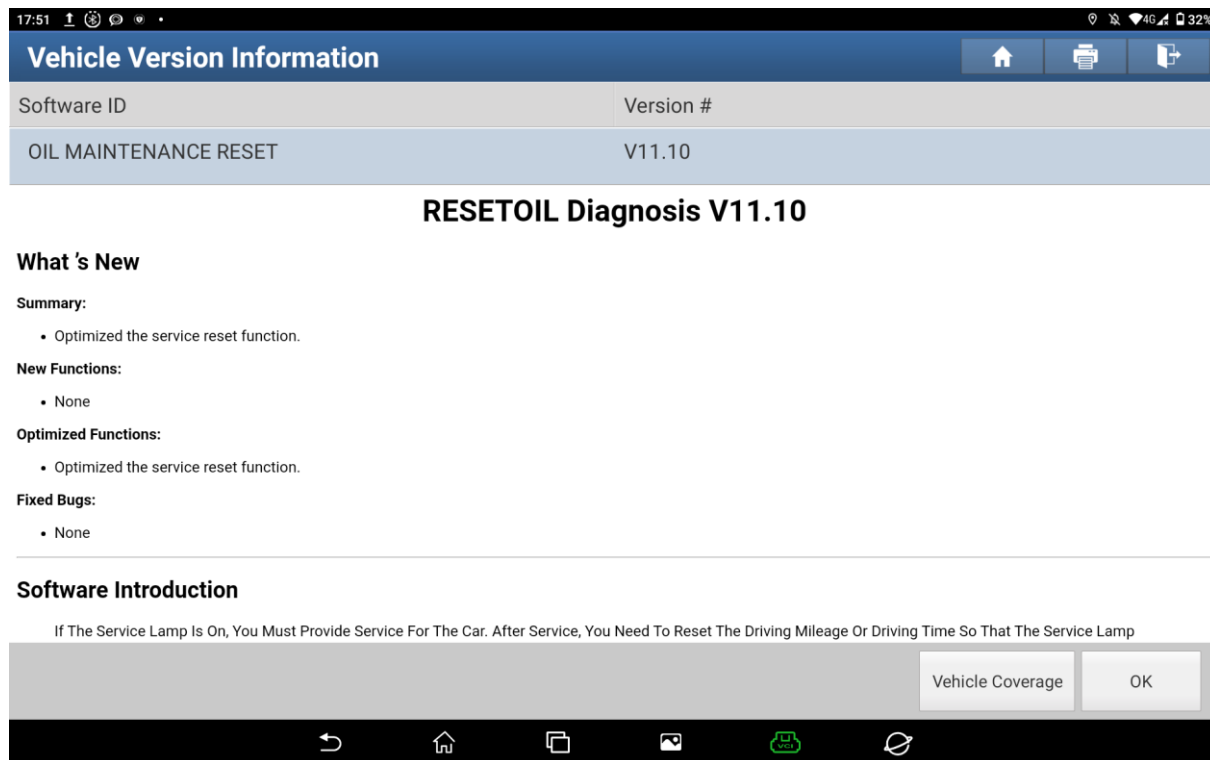 17:51 4G 32%
Vehicle Version Information
Software ID Version #
OIL MAINTENANCE RESET V11.10
RESETOIL Diagnosis V11.10
What 's New
Summary:
• Optimized the service reset function.
New Functions:
• None
Optimized Functions:
• Optimized the service reset function.
Fixed Bugs:
• None
Software Introduction
If The Service Lamp Is On, You Must Provide Service For The Car. After Service, You Need To Reset The Driving Mileage Or Driving Time So That The Service Lamp
Vehicle Coverage OK
VCI